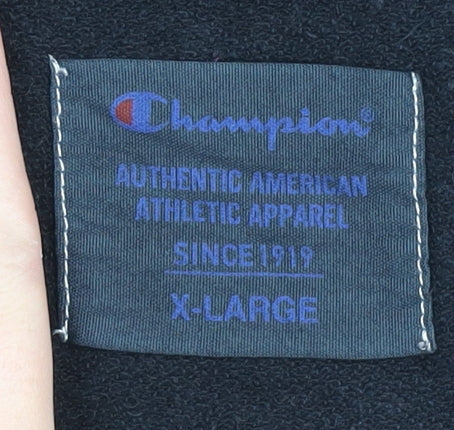 Champion®
AUTHENTIC AMERICAN
ATHLETIC APPAREL
SINCE 1919
X-LARGE